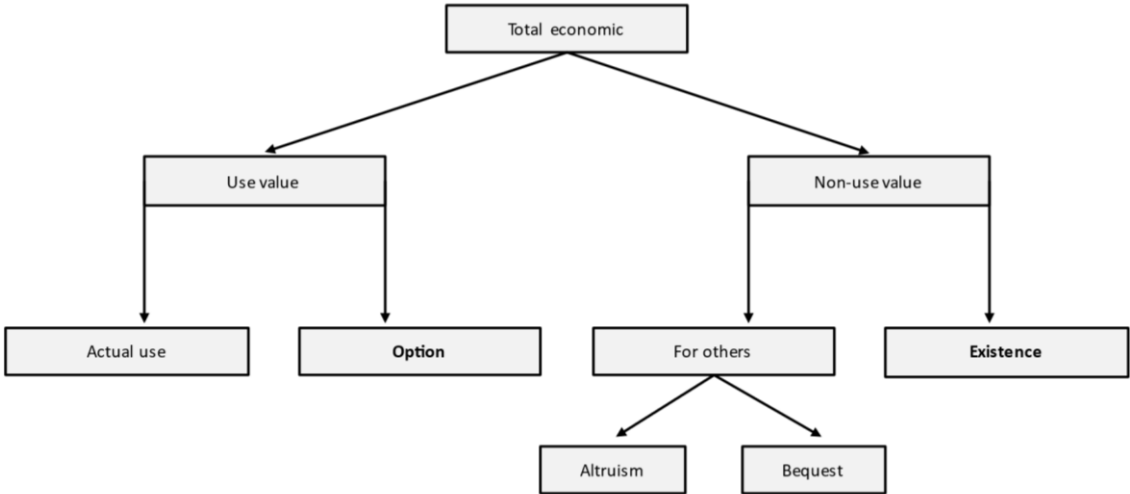 Total economic
Use value
Non-use value
Actual use
Option
For others
Existence
Altruism
Bequest